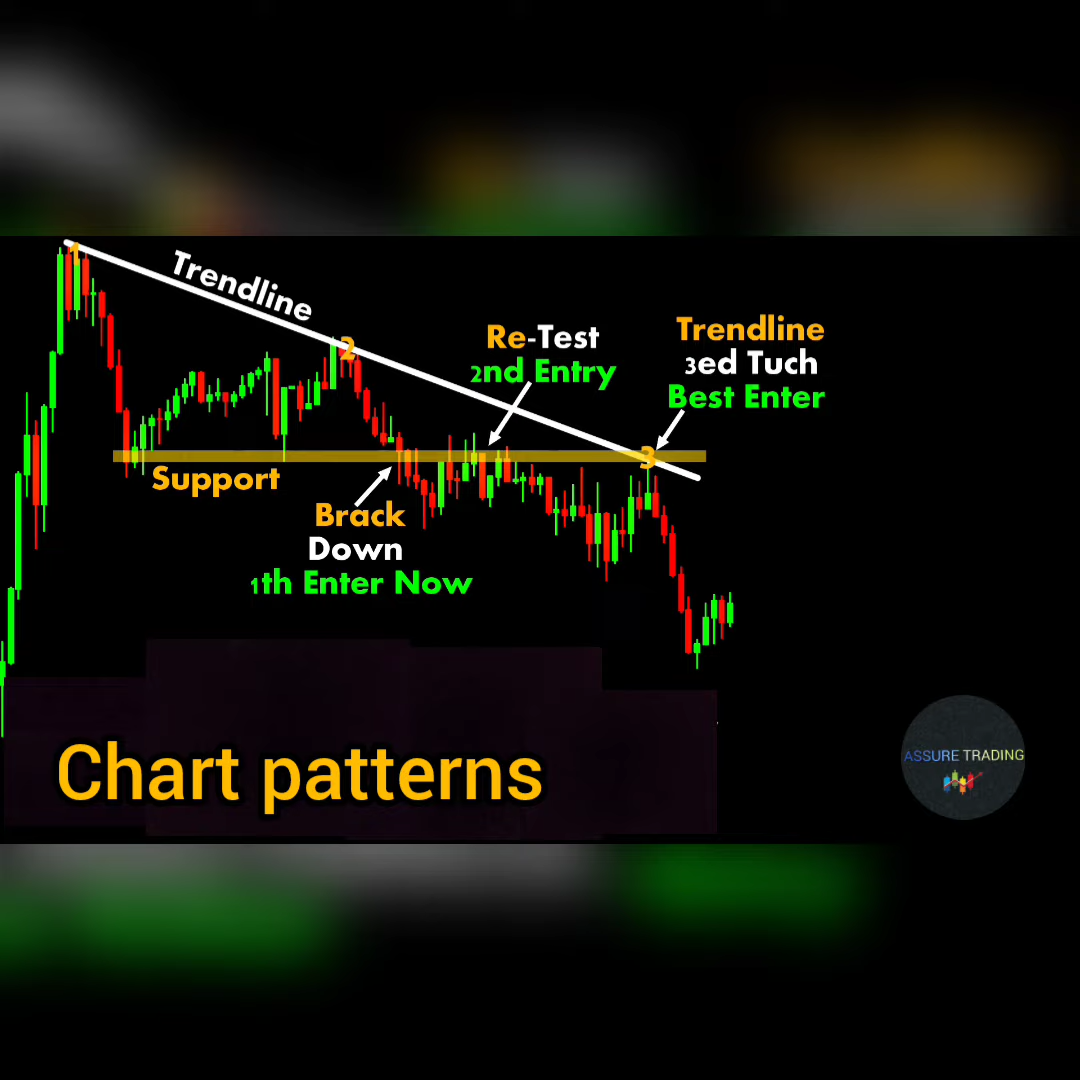 1
Trendline
2
Re-Test
2nd Entry
Trendline
3ed Tuch
Best Enter
3
Support
Brack
Down
1th Enter Now
Chart patterns
ASSURE TRADING